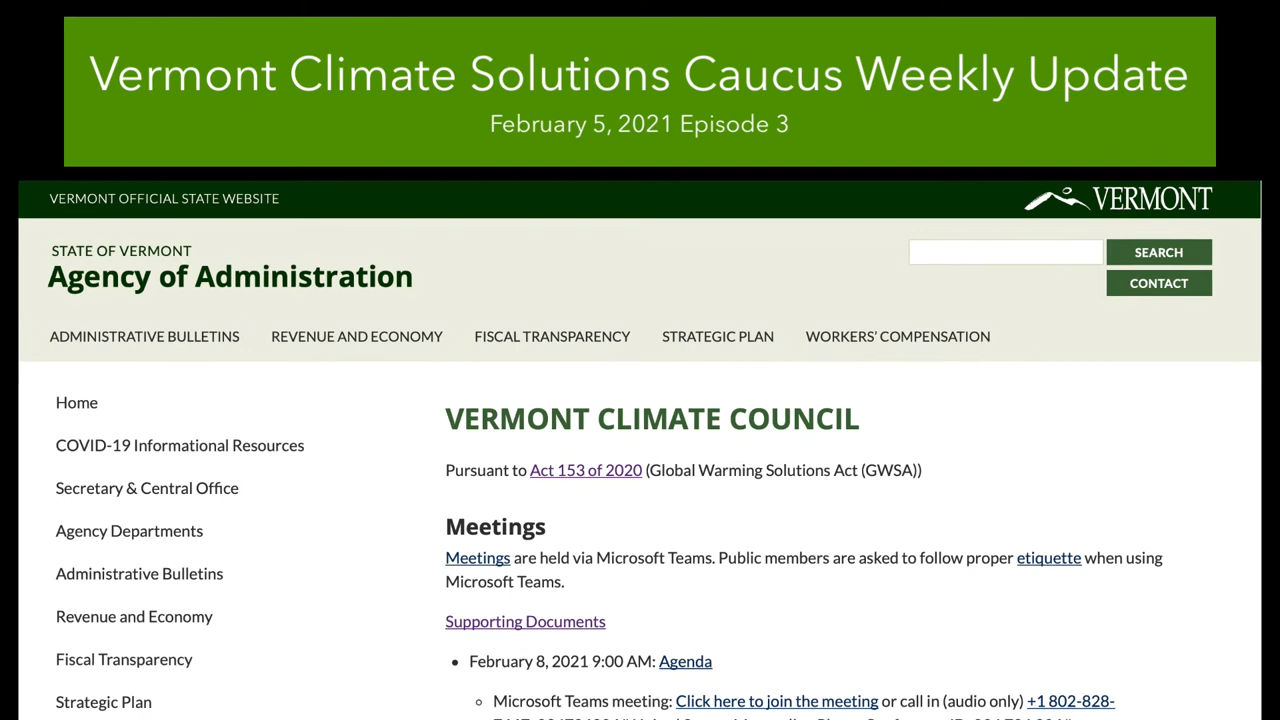 Vermont Climate Solutions Caucus Weekly Update
February 5, 2021 Episode 3
VERMONT OFFICIAL STATE WEBSITE
VERMONT
STATE OF VERMONT
Agency of Administration
SEARCH
CONTACT
ADMINISTRATIVE BULLETINS REVENUE AND ECONOMY FISCAL TRANSPARENCY STRATEGIC PLAN WORKERS' COMPENSATION
Home
COVID-19 Informational Resources
Secretary & Central Office
Agency Departments
Administrative Bulletins
Revenue and Economy
Fiscal Transparency
Strategic Plan
VERMONT CLIMATE COUNCIL
Pursuant to Act 153 of 2020 (Global Warming Solutions Act (GWSA))
Meetings
Meetings are held via Microsoft Teams. Public members are asked to follow proper etiquette when using
Microsoft Teams.
Supporting Documents
• February 8, 2021 9:00 AM: Agenda
◦ Microsoft Teams meeting: Click here to join the meeting or call in (audio only) +1 802-828-